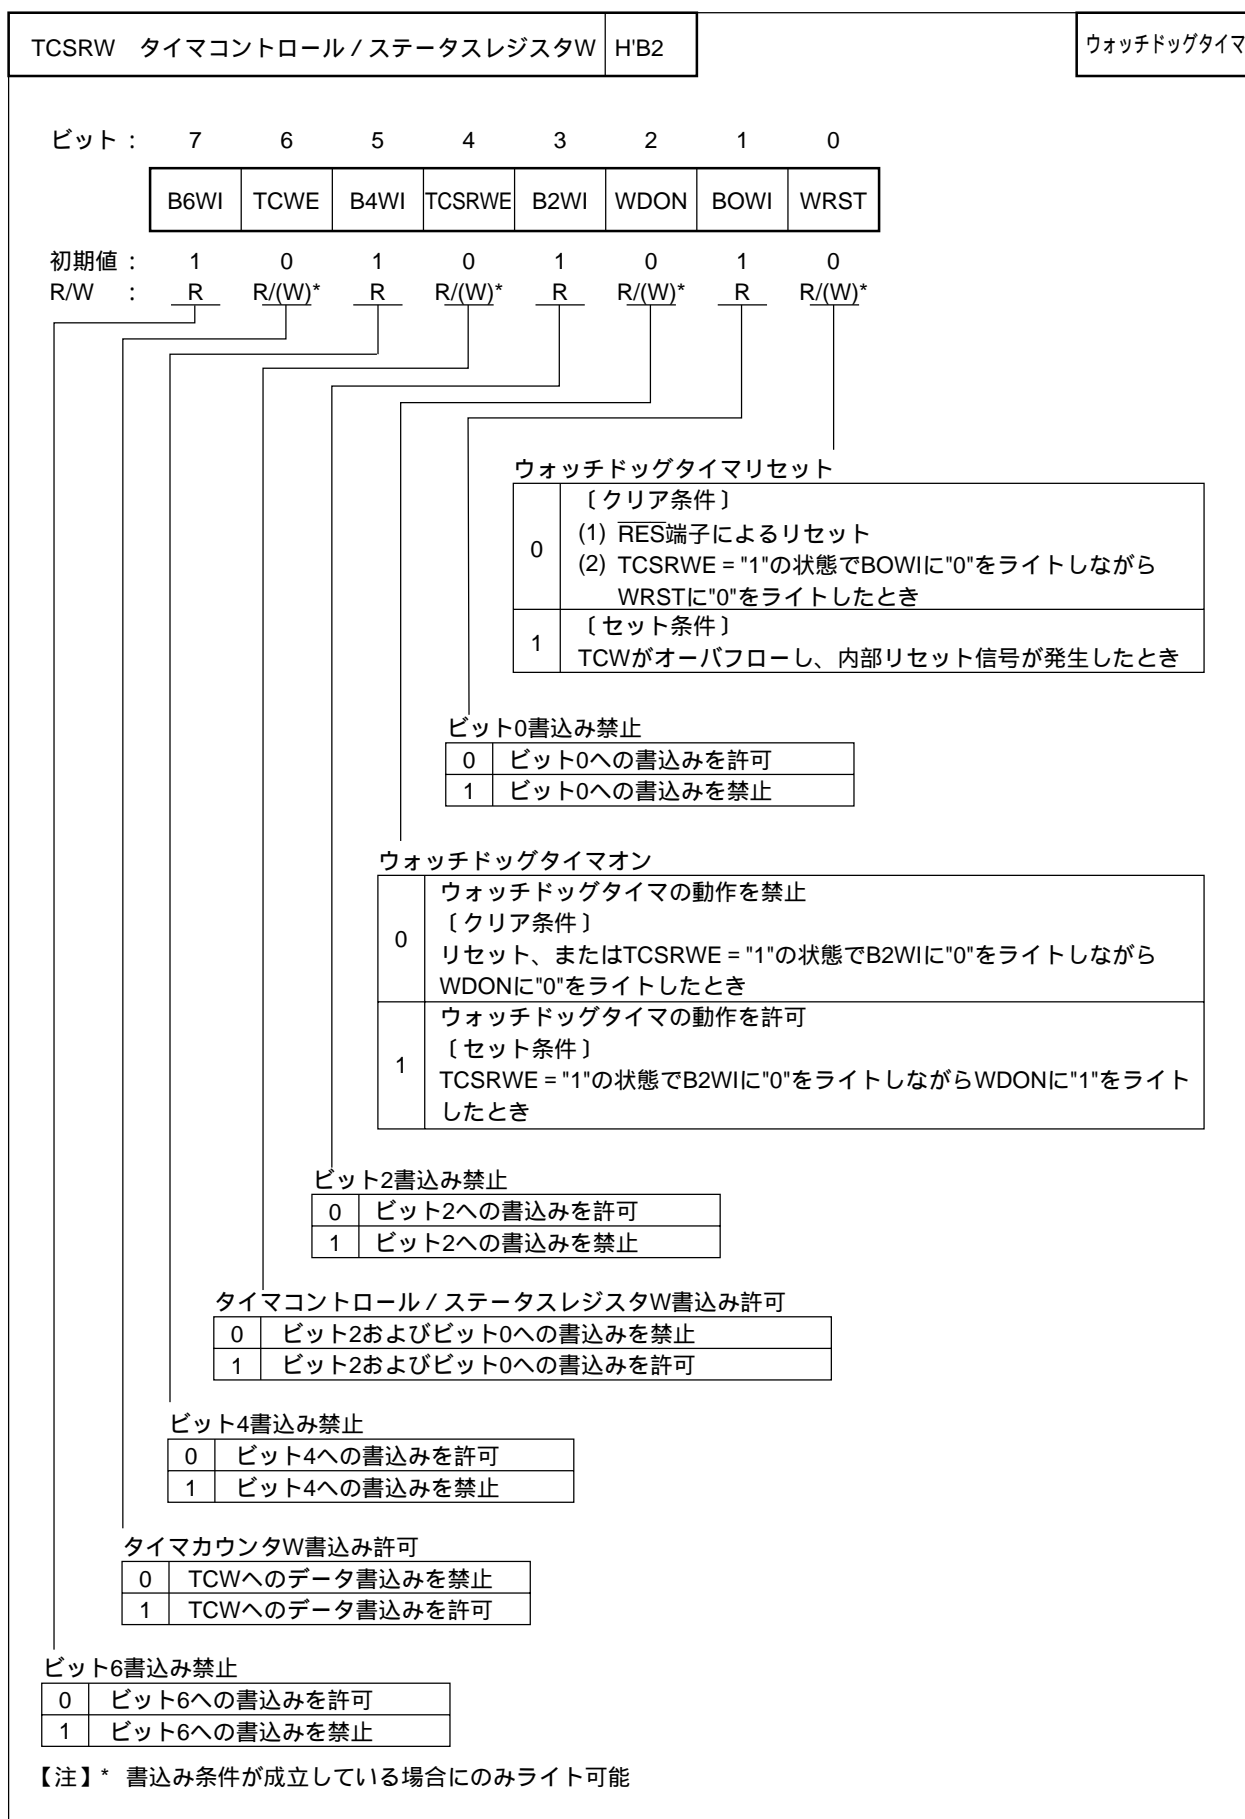 TCSRW タイマコントロール / ステータスレジスタW H'B2 ウォッチドッグタイマ
ビット : 7 6 5 4 3 2 1 0
B6WI TCWE B4WI TCSRWE B2WI WDON BOWI WRST
初期値 : 1 0 1 0 1 0 1 0
R/W : R R/(W)* R R/(W)* R R/(W)* R R/(W)*
ウォッチドッグタイマリセット
0 〔クリア条件〕
(1) RES端子によるリセット
(2) TCSRWE = "1"の状態でBOWIに"0"をライトしながら
WRSTに"0"をライトしたとき
1 〔セット条件〕
TCWがオーバフローし、内部リセット信号が発生したとき
ビット0書込み禁止
0 ビット0への書込みを許可
1 ビット0への書込みを禁止
ウォッチドッグタイマオン
0 ウォッチドッグタイマの動作を禁止
〔クリア条件〕
リセット、またはTCSRWE = "1"の状態でB2WIに"0"をライトしながら
WDONに"0"をライトしたとき
1 ウォッチドッグタイマの動作を許可
〔セット条件〕
TCSRWE = "1"の状態でB2WIに"0"をライトしながらWDONに"1"をライト
したとき
ビット2書込み禁止
0 ビット2への書込みを許可
1 ビット2への書込みを禁止
タイマコントロール / ステータスレジスタW書込み許可
0 ビット2およびビット0への書込みを禁止
1 ビット2およびビット0への書込みを許可
ビット4書込み禁止
0 ビット4への書込みを許可
1 ビット4への書込みを禁止
タイマカウンタW書込み許可
0 TCWへのデータ書込みを禁止
1 TCWへのデータ書込みを許可
ビット6書込み禁止
0 ビット6への書込みを許可
1 ビット6への書込みを禁止
【注】* 書込み条件が成立している場合にのみライト可能